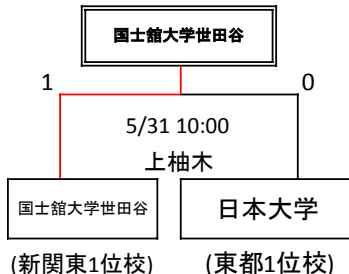 国士舘大学世田谷
1 0
5/31 10:00
上柚木
国士舘大学世田谷 日本大学
(新関東1位校) (東都1位校)